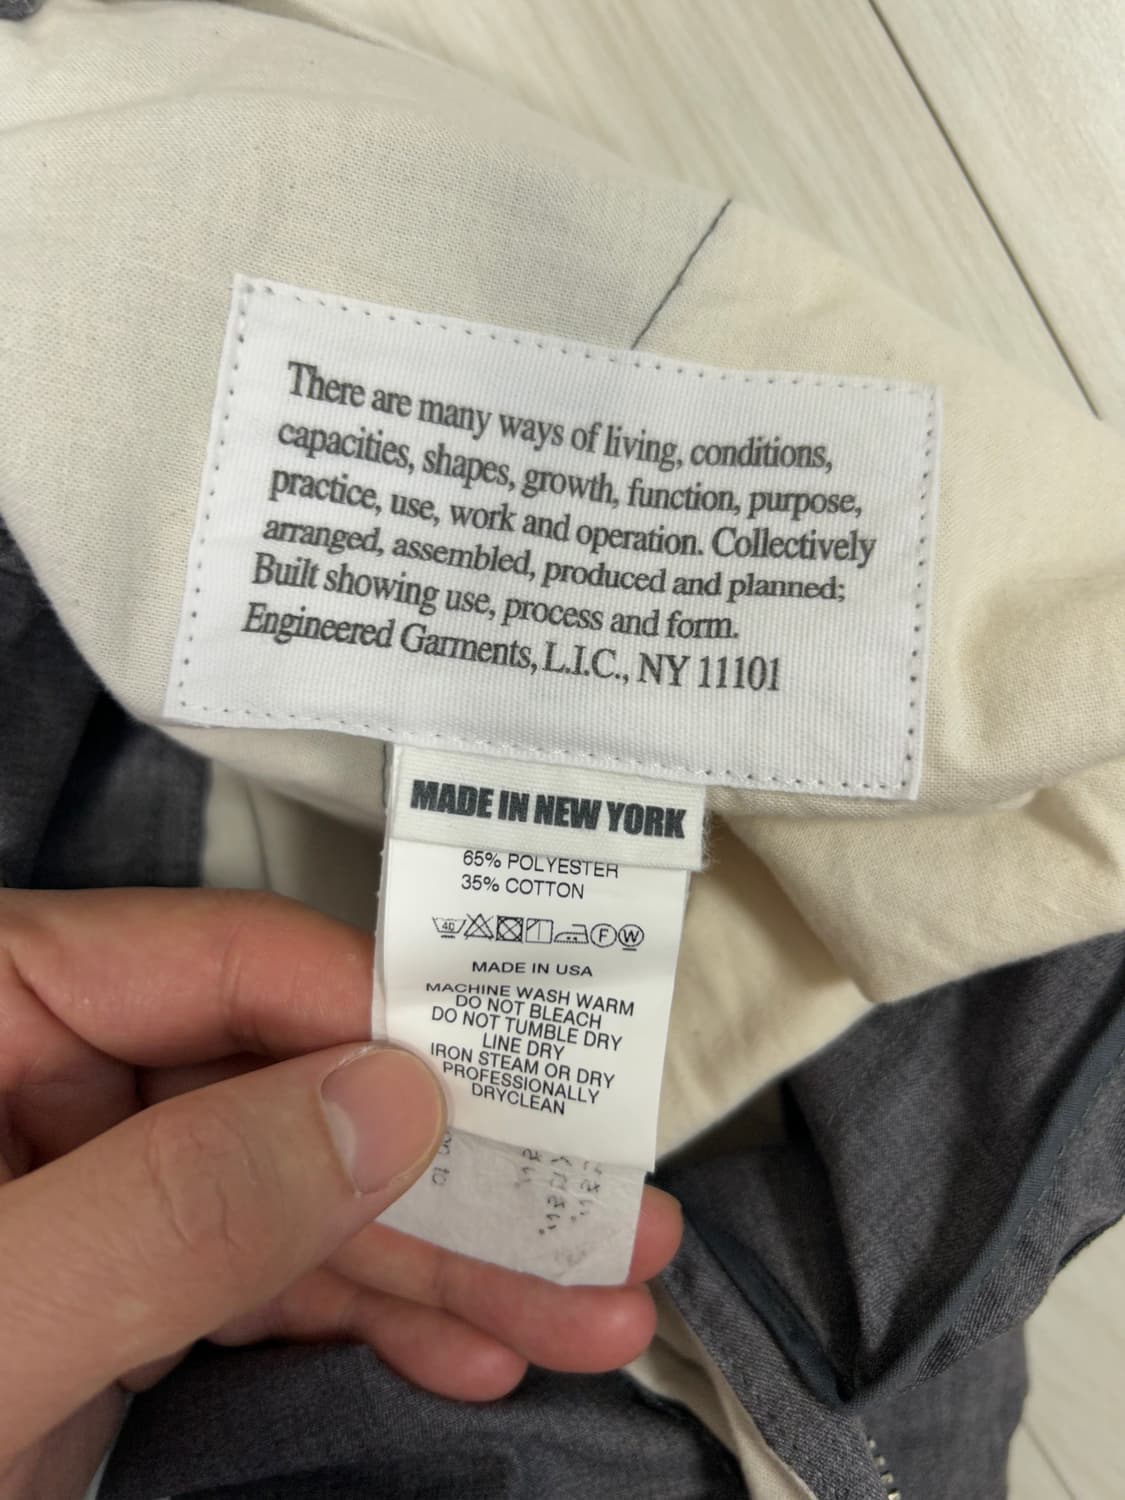 There are many ways of living, conditions,
capacities, shapes, growth, function, purpose,
practice, use, work and operation. Collectively
arranged, assembled, produced and planned;
Built showing use, process and form.
Engineered Garments, L.I.C., NY 11101
MADE IN NEW YORK
65% POLYESTER
35% COTTON
40 F W
MADE IN USA
MACHINE WASH WARM
DO NOT BLEACH
DO NOT TUMBLE DRY
LINE DRY
IRON STEAM OR DRY
PROFESSIONALLY
DRYCLEAN